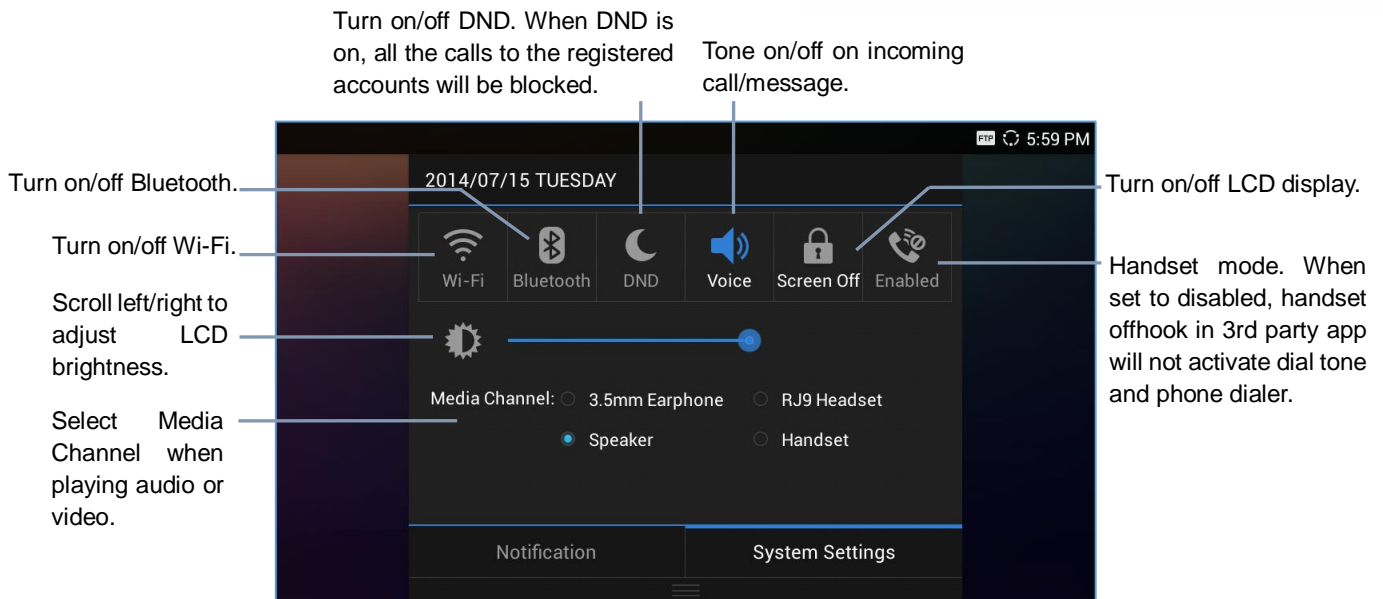 Turn on/off DND. When DND is
on, all the calls to the registered
accounts will be blocked.
Tone on/off on incoming
call/message.
FTP 5:59 PM
2014/07/15 TUESDAY
Turn on/off Bluetooth.
Turn on/off LCD display.
Turn on/off Wi-Fi.
Wi-Fi Bluetooth DND Voice Screen Off Enabled
Handset mode. When
set to disabled, handset
offhook in 3rd party app
will not activate dial tone
and phone dialer.
Scroll left/right to
adjust LCD
brightness.
Media Channel: 3.5mm Earphone RJ9 Headset
Speaker Handset
Select Media
Channel when
playing audio or
video.
Notification System Settings